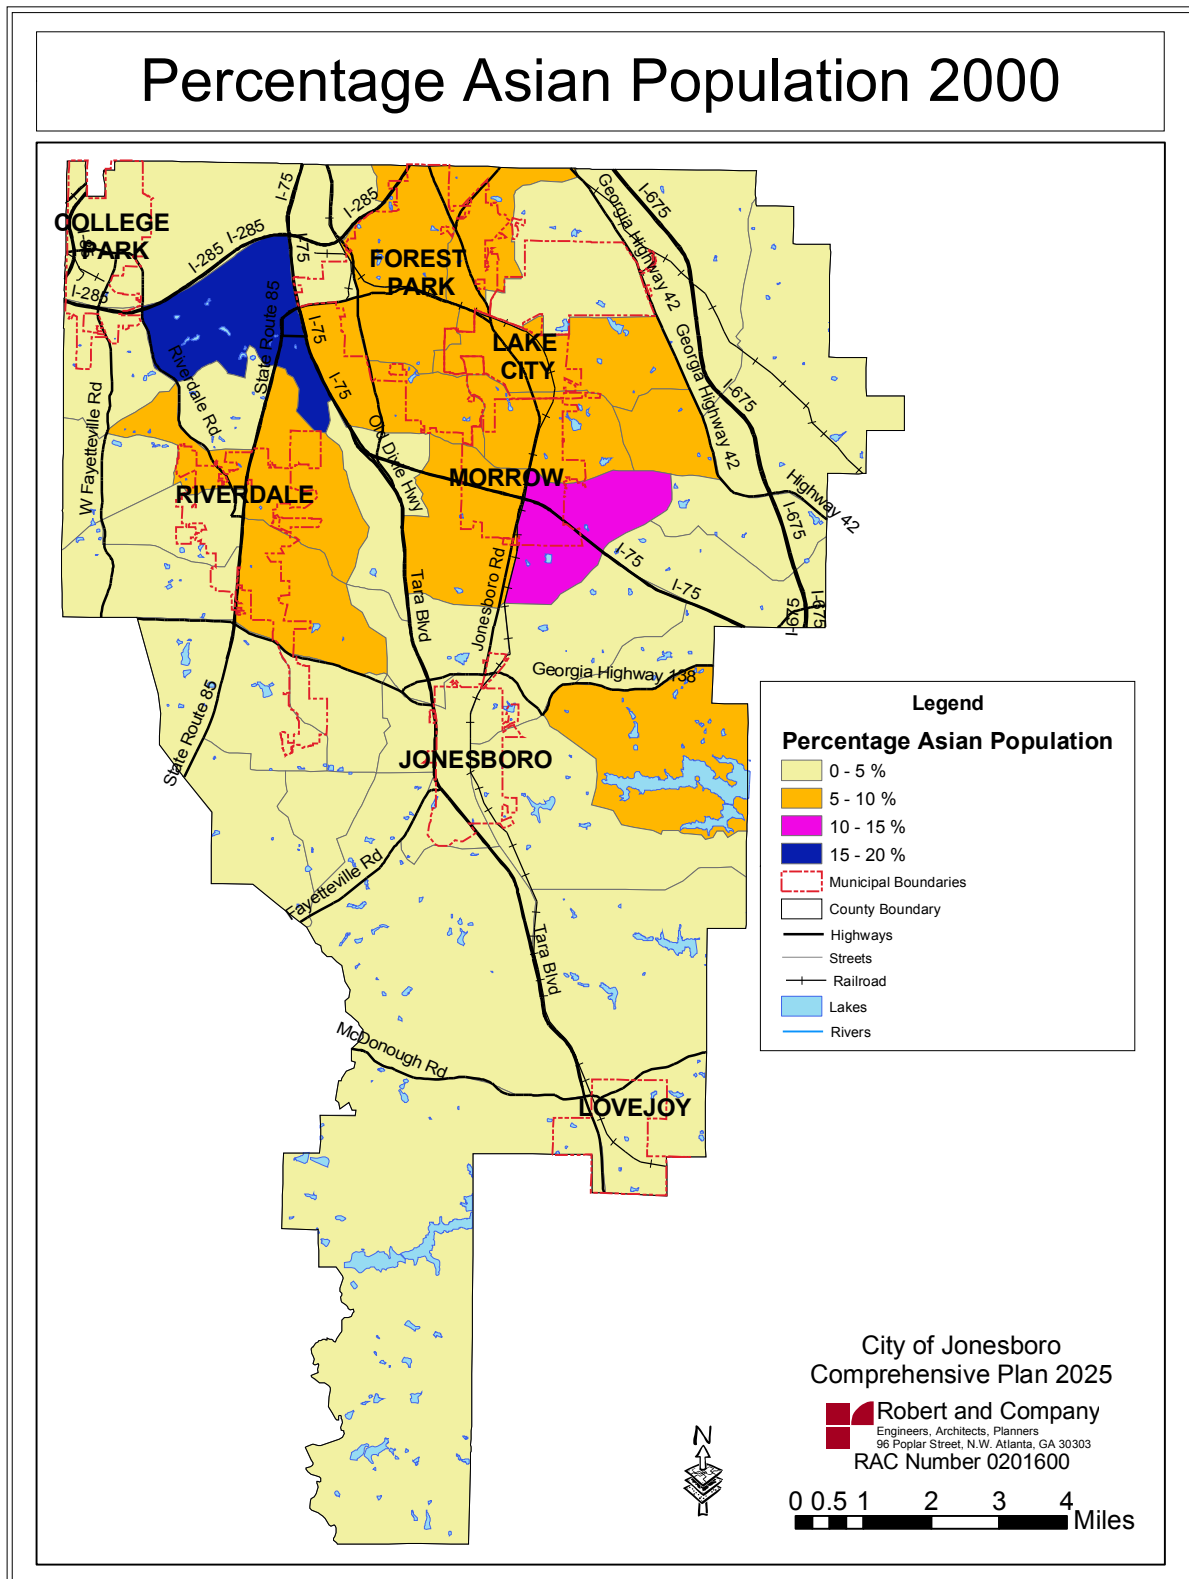 Percentage Asian Population 2000
I-75
I-285
I-675
Georgia Highway 42
COLLEGE
PARK
I-285
I-285
I-75
FOREST
PARK
I-285
State Route 85
I-75
Georgia Highway 42
LAKE
CITY
Riverdale Rd
I-75
I-675
W Fayetteville Rd
Old Dixie Hwy
MORROW
RIVERDALE
Highway 42
I-675
I-75
I-75
Tara Blvd
Jonesboro Rd
I-675
I-675
Georgia Highway 138
State Route 85
JONESBORO
Fayetteville Rd
Tara Blvd
McDonough Rd
LOVEJOY
Legend
Percentage Asian Population
0 - 5 %
5 - 10 %
10 - 15 %
15 - 20 %
Municipal Boundaries
County Boundary
Highways
Streets
Railroad
Lakes
Rivers
City of Jonesboro
Comprehensive Plan 2025
Robert and Company
Engineers, Architects, Planners
96 Poplar Street, N.W. Atlanta, GA 30303
RAC Number 0201600
N
0 0.5 1 2 3 4
Miles